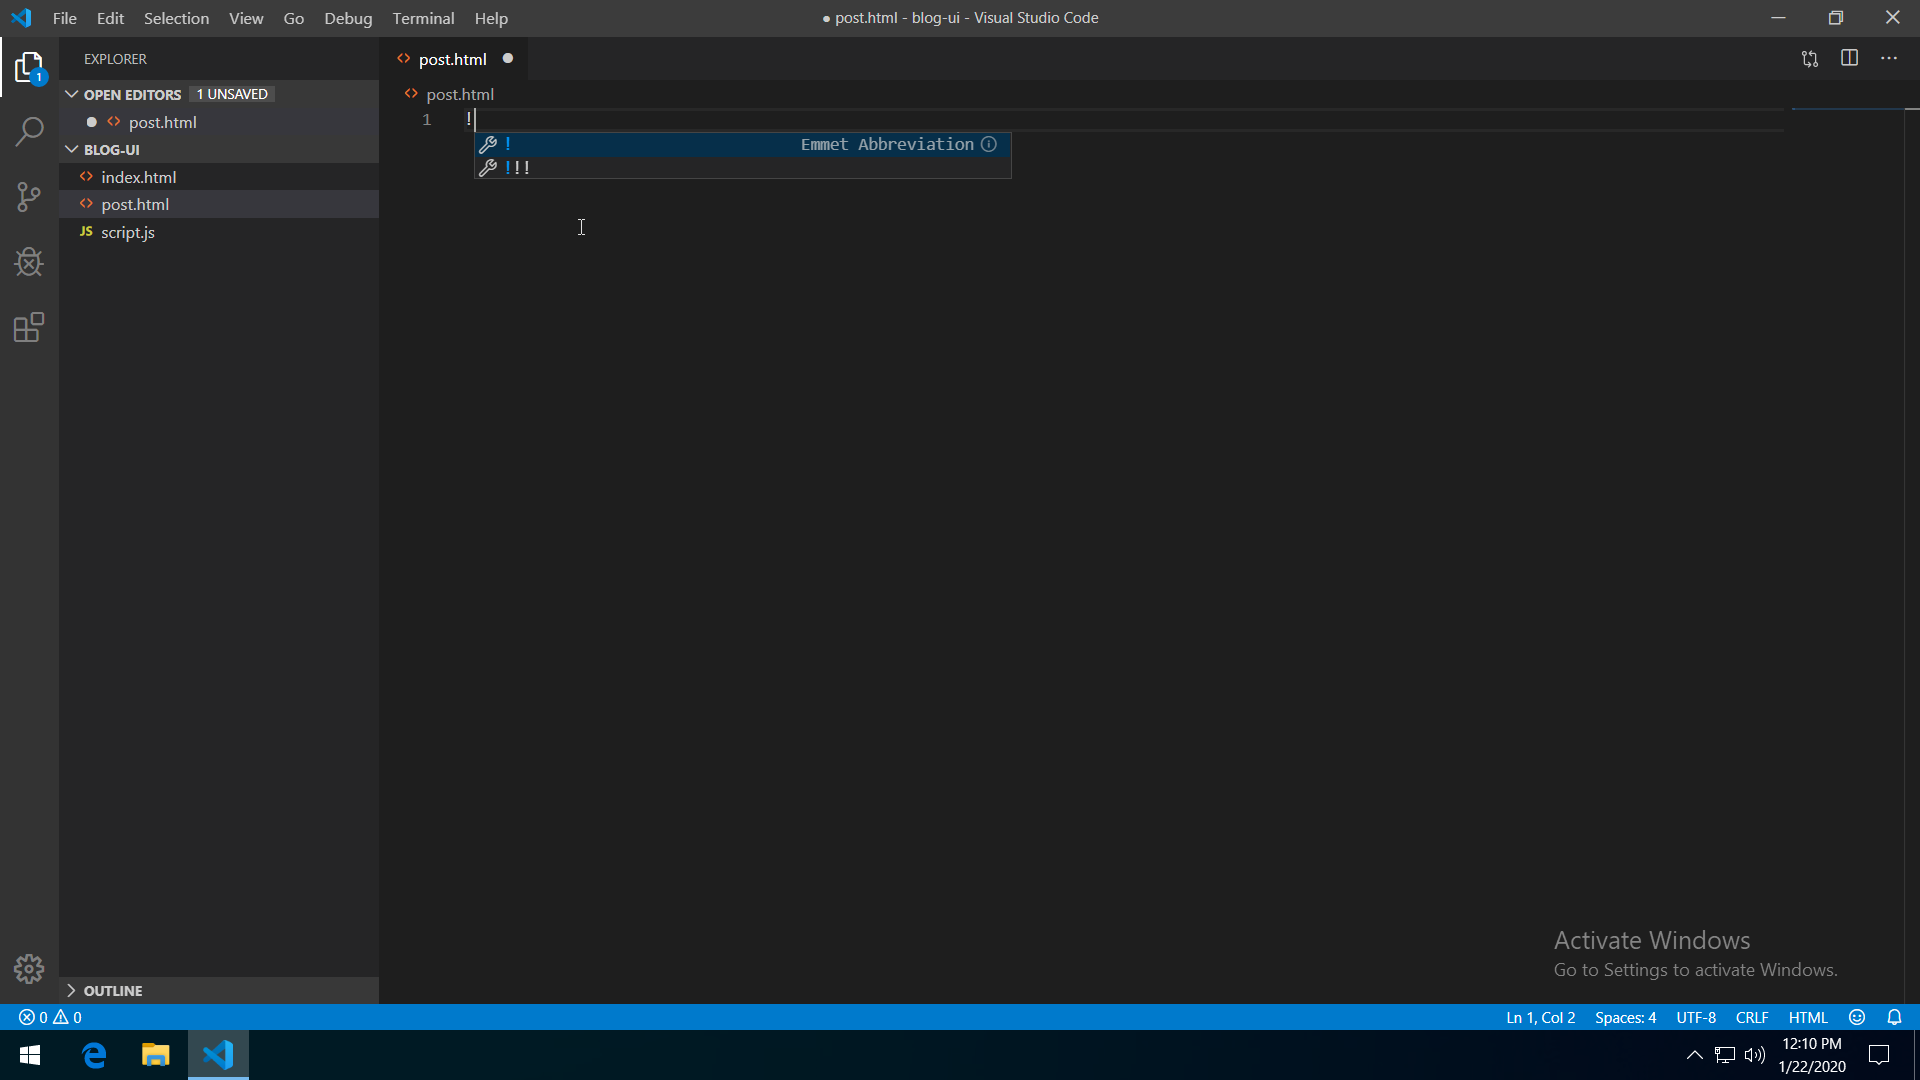 File Edit Selection View Go Debug Terminal Help
● post.html - blog-ui - Visual Studio Code
1
EXPLORER
OPEN EDITORS 1 UNSAVED
post.html
BLOG-UI
index.html
post.html
JS script.js
OUTLINE
post.html
post.html
1 !
! Emmet Abbreviation
!!!
Activate Windows
Go to Settings to activate Windows.
0 0
Ln 1, Col 2 Spaces: 4 UTF-8 CRLF HTML
12:10 PM
1/22/2020